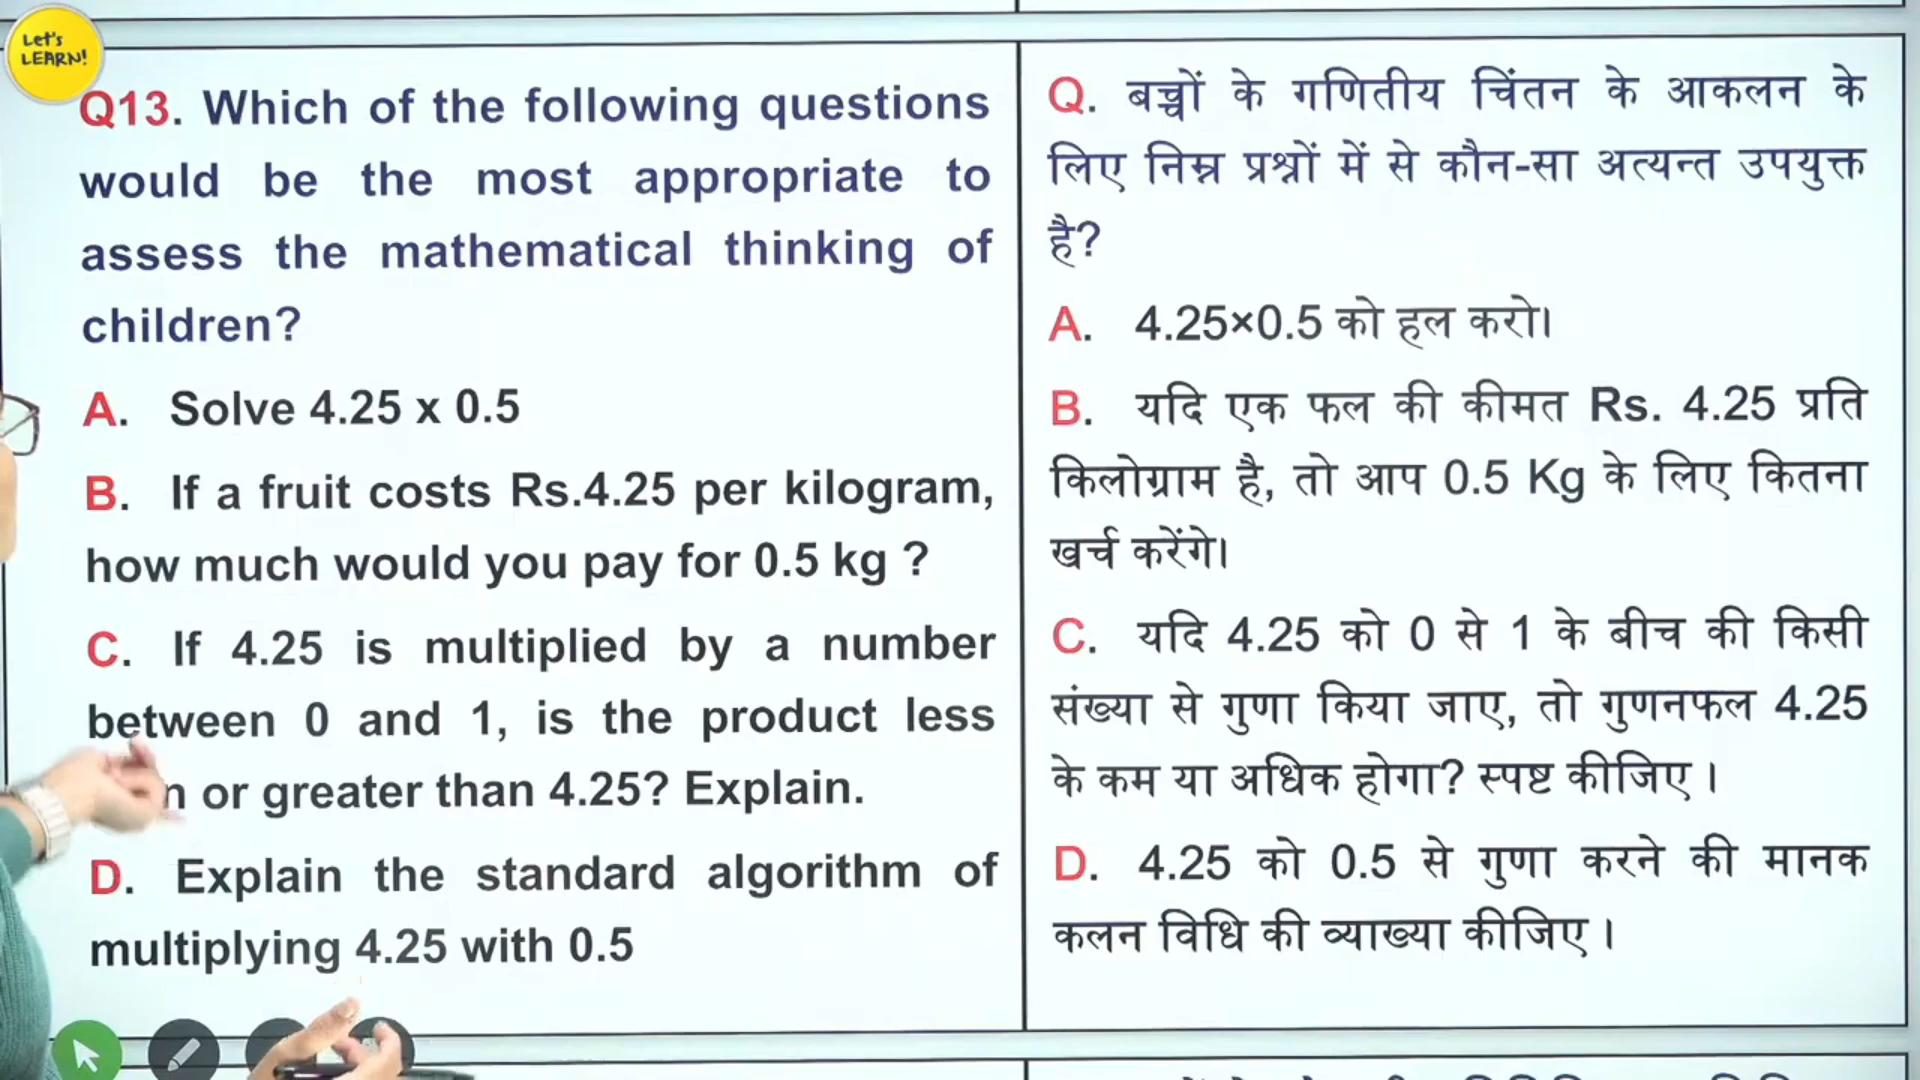 Let's
LEARN!
Q13. Which of the following questions
would be the most appropriate to
assess the mathematical thinking of
children?
A. Solve 4.25 x 0.5
B. If a fruit costs Rs.4.25 per kilogram,
how much would you pay for 0.5 kg ?
C. If 4.25 is multiplied by a number
between 0 and 1, is the product less
or greater than 4.25? Explain.
D. Explain the standard algorithm of
multiplying 4.25 with 0.5
Q. बच्चों के गणितीय चिंतन के आकलन के
लिए निम्न प्रश्नों में से कौन-सा अत्यन्त उपयुक्त
है?
A. 4.25×0.5 को हल करो।
B. यदि एक फल की कीमत Rs. 4.25 प्रति
किलोग्राम है, तो आप 0.5 Kg के लिए कितना
खर्च करेंगे।
C. यदि 4.25 को 0 से 1 के बीच की किसी
संख्या से गुणा किया जाए, तो गुणनफल 4.25
के कम या अधिक होगा? स्पष्ट कीजिए ।
D. 4.25 को 0.5 से गुणा करने की मानक
कलन विधि की व्याख्या कीजिए ।